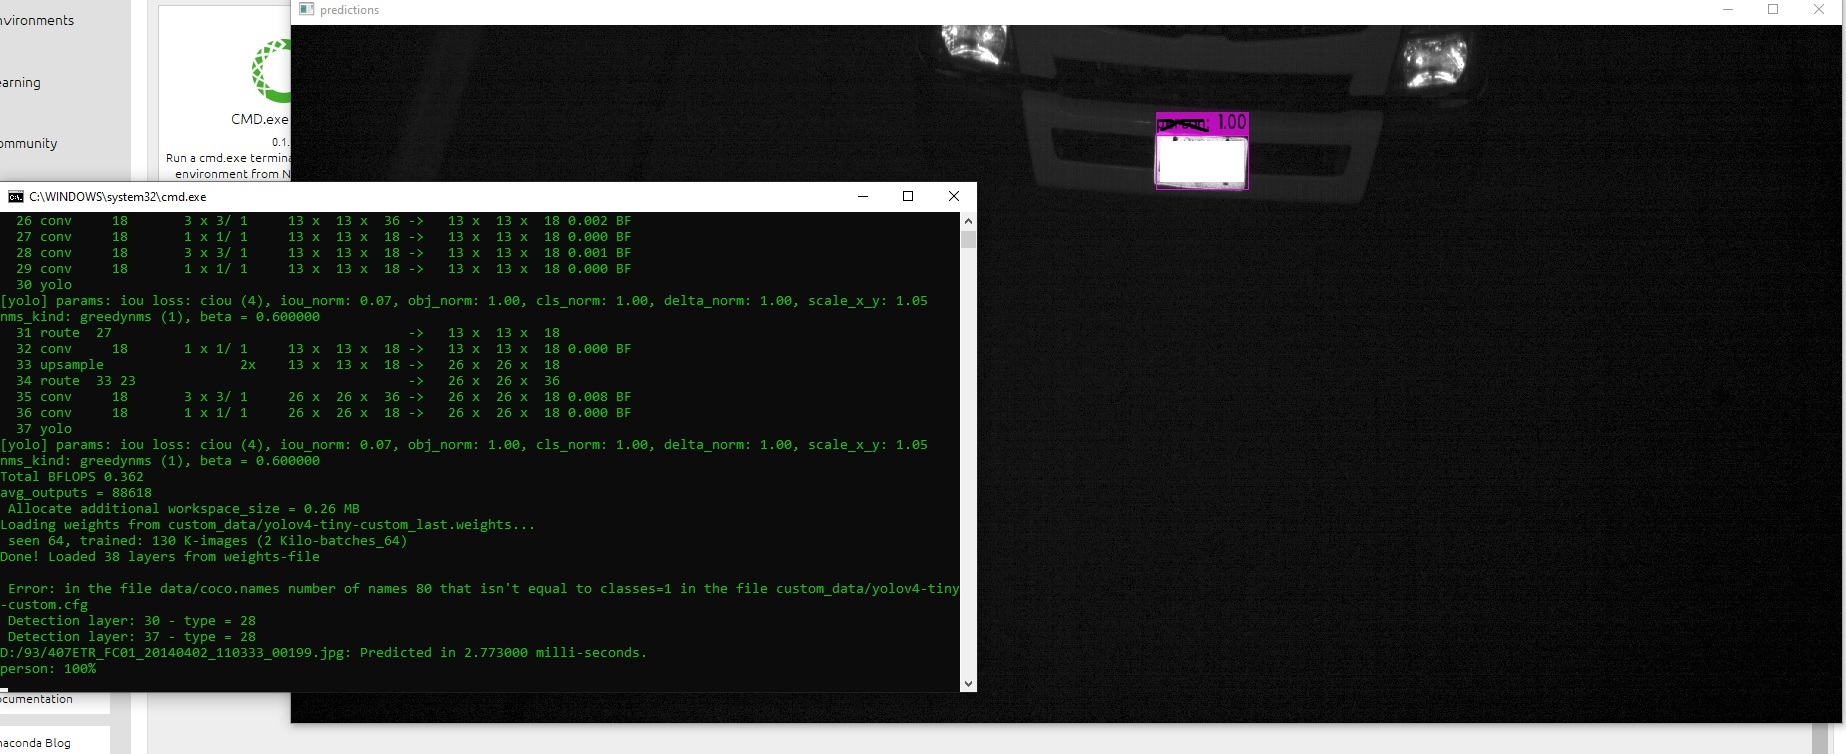 nvironments
earning
ommunity
CMD.exe
0.1.
Run a cmd.exe termina
environment from N
predictions
1.00
C:\WINDOWS\system32\cmd.exe
26 conv 18 3 x 3/ 1 13 x 13 x 36 -> 13 x 13 x 18 0.002 BF
27 conv 18 1 x 1/ 1 13 x 13 x 18 -> 13 x 13 x 18 0.000 BF
28 conv 18 3 x 3/ 1 13 x 13 x 18 -> 13 x 13 x 18 0.001 BF
29 conv 18 1 x 1/ 1 13 x 13 x 18 -> 13 x 13 x 18 0.000 BF
30 yolo
[yolo] params: iou loss: ciou (4), iou_norm: 0.07, obj_norm: 1.00, cls_norm: 1.00, delta_norm: 1.00, scale_x_y: 1.05
nms_kind: greedynms (1), beta = 0.600000
31 route 27 -> 13 x 13 x 18
32 conv 18 1 x 1/ 1 13 x 13 x 18 -> 13 x 13 x 18 0.000 BF
33 upsample 2x 13 x 13 x 18 -> 26 x 26 x 18
34 route 33 23 -> 26 x 26 x 36
35 conv 18 3 x 3/ 1 26 x 26 x 36 -> 26 x 26 x 18 0.008 BF
36 conv 18 1 x 1/ 1 26 x 26 x 18 -> 26 x 26 x 18 0.000 BF
37 yolo
[yolo] params: iou loss: ciou (4), iou_norm: 0.07, obj_norm: 1.00, cls_norm: 1.00, delta_norm: 1.00, scale_x_y: 1.05
nms_kind: greedynms (1), beta = 0.600000
Total BFLOPS 0.362
avg_outputs = 88618
Allocate additional workspace_size = 0.26 MB
Loading weights from custom_data/yolov4-tiny-custom_last.weights...
seen 64, trained: 130 K-images (2 Kilo-batches_64)
Done! Loaded 38 layers from weights-file
Error: in the file data/coco.names number of names 80 that isn't equal to classes=1 in the file custom_data/yolov4-tiny
-custom.cfg
Detection layer: 30 - type = 28
Detection layer: 37 - type = 28
D:/93/407ETR_FC01_20140402_110333_00199.jpg: Predicted in 2.773000 milli-seconds.
person: 100%
ocumentation
naconda Blog